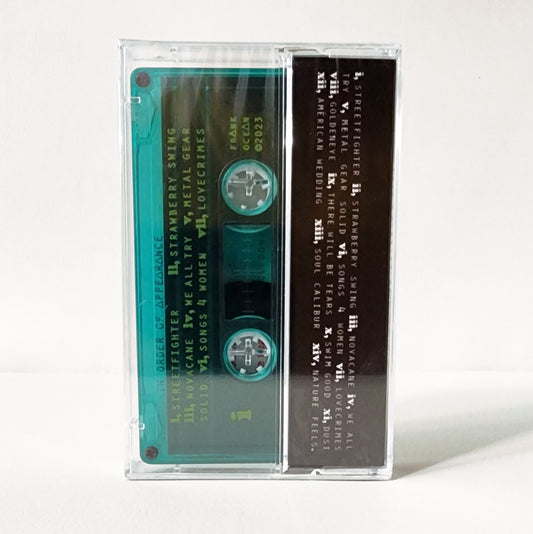 IN ORDER OF APPEARANCE
i, STREETFIGHTER ii, STRAWBERRY SWING
iii, NOVACANE iv, WE ALL TRY v, METAL GEAR
SOLID vi, SONGS 4 WOMEN vii, LOVECRIMES
FRANK
OCEAN
©2023
i
i, STREETFIGHTER ii, STRAWBERRY SWING iii, NOVACANE iv, WE ALL
TRY v, METAL GEAR SOLID vi, SONGS 4 WOMEN vii, LOVECRIMES
viii, GOLDENEYE ix, THERE WILL BE TEARS x, SWIM GOOD xi, DUST
xii, AMERICAN WEDDING xiii, SOUL CALIBUR xiv, NATURE FEELS.